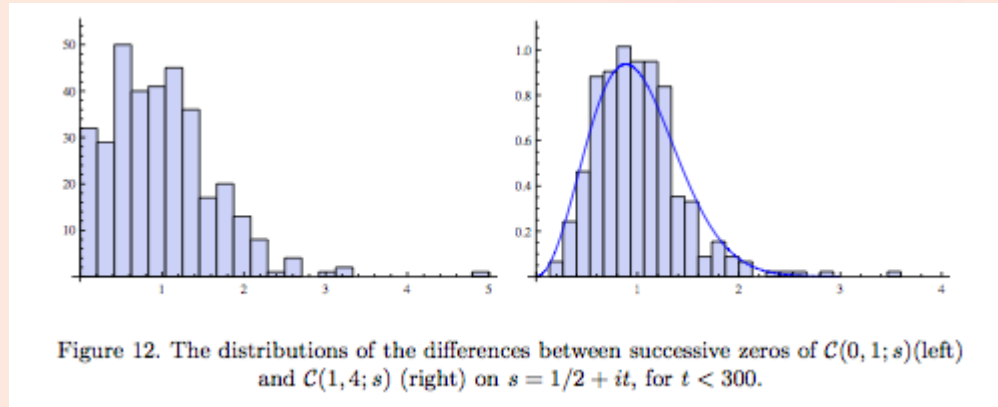 50
40
30
20
10
1 2 3 4 5
1.0
0.8
0.6
0.4
0.2
1 2 3 4
Figure 12. The distributions of the differences between successive zeros of C(0, 1; s)(left)
and C(1, 4; s) (right) on s = 1/2 + it, for t < 300.